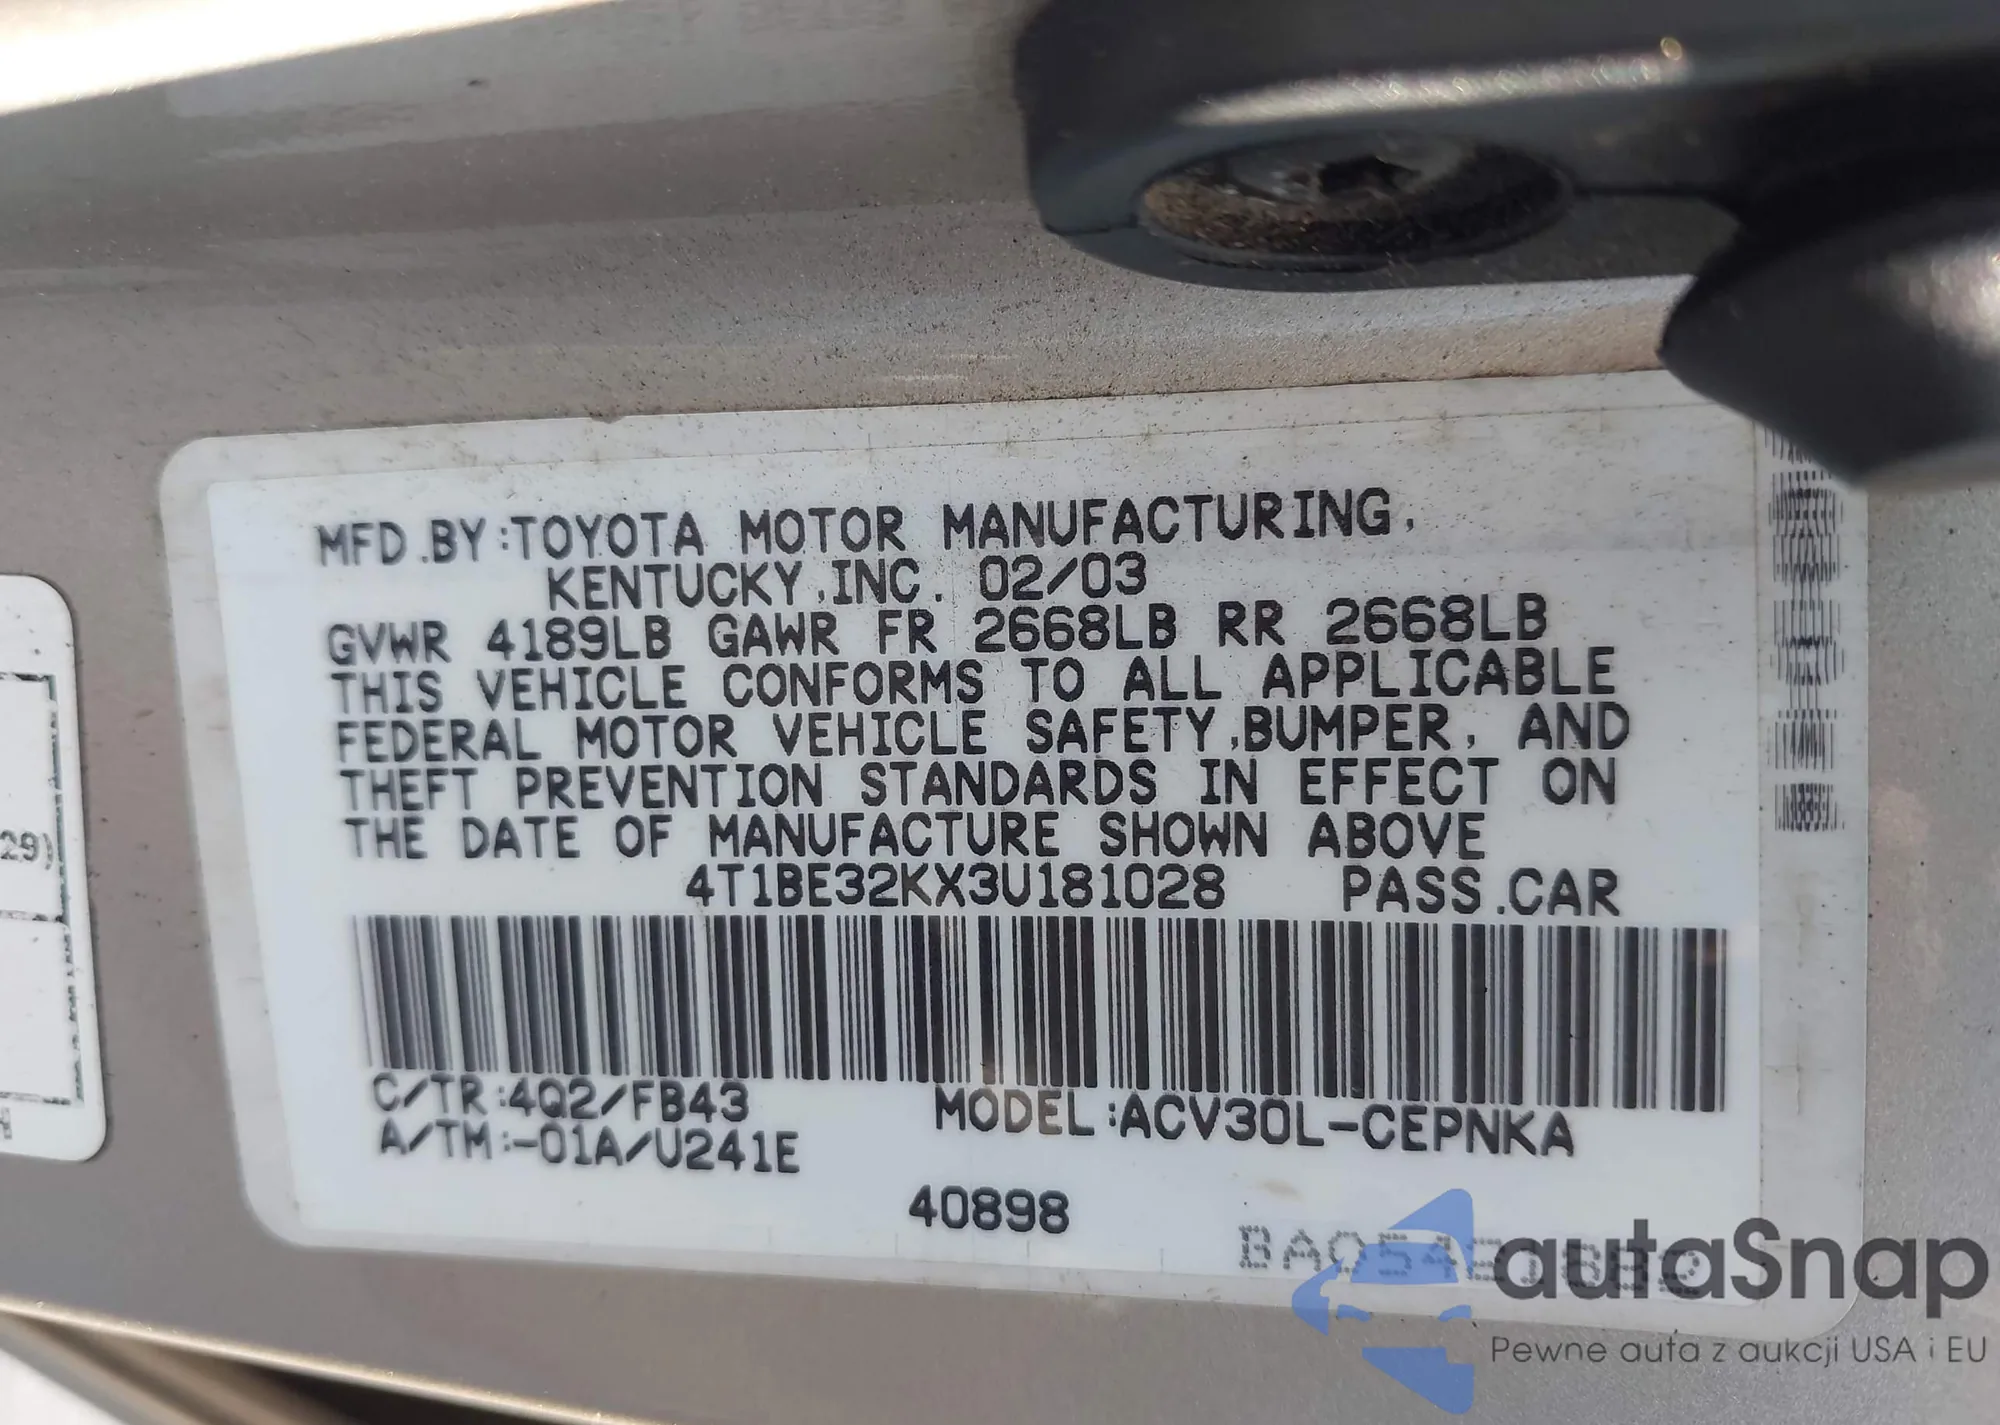 MFD.BY:TOYOTA MOTOR MANUFACTURING,
KENTUCKY,INC. 02/03
GVWR 4189LB GAWR FR 2668LB RR 2668LB
THIS VEHICLE CONFORMS TO ALL APPLICABLE
FEDERAL MOTOR VEHICLE SAFETY,BUMPER, AND
THEFT PREVENTION STANDARDS IN EFFECT ON
THE DATE OF MANUFACTURE SHOWN ABOVE
4T1BE32KX3U181028 PASS.CAR
C/TR:4Q2/FB43 MODEL:ACV30L-CEPNKA
A/TM:-01A/U241E
40898
29)
autaSnap
Pewne auta z aukcji USA i EU